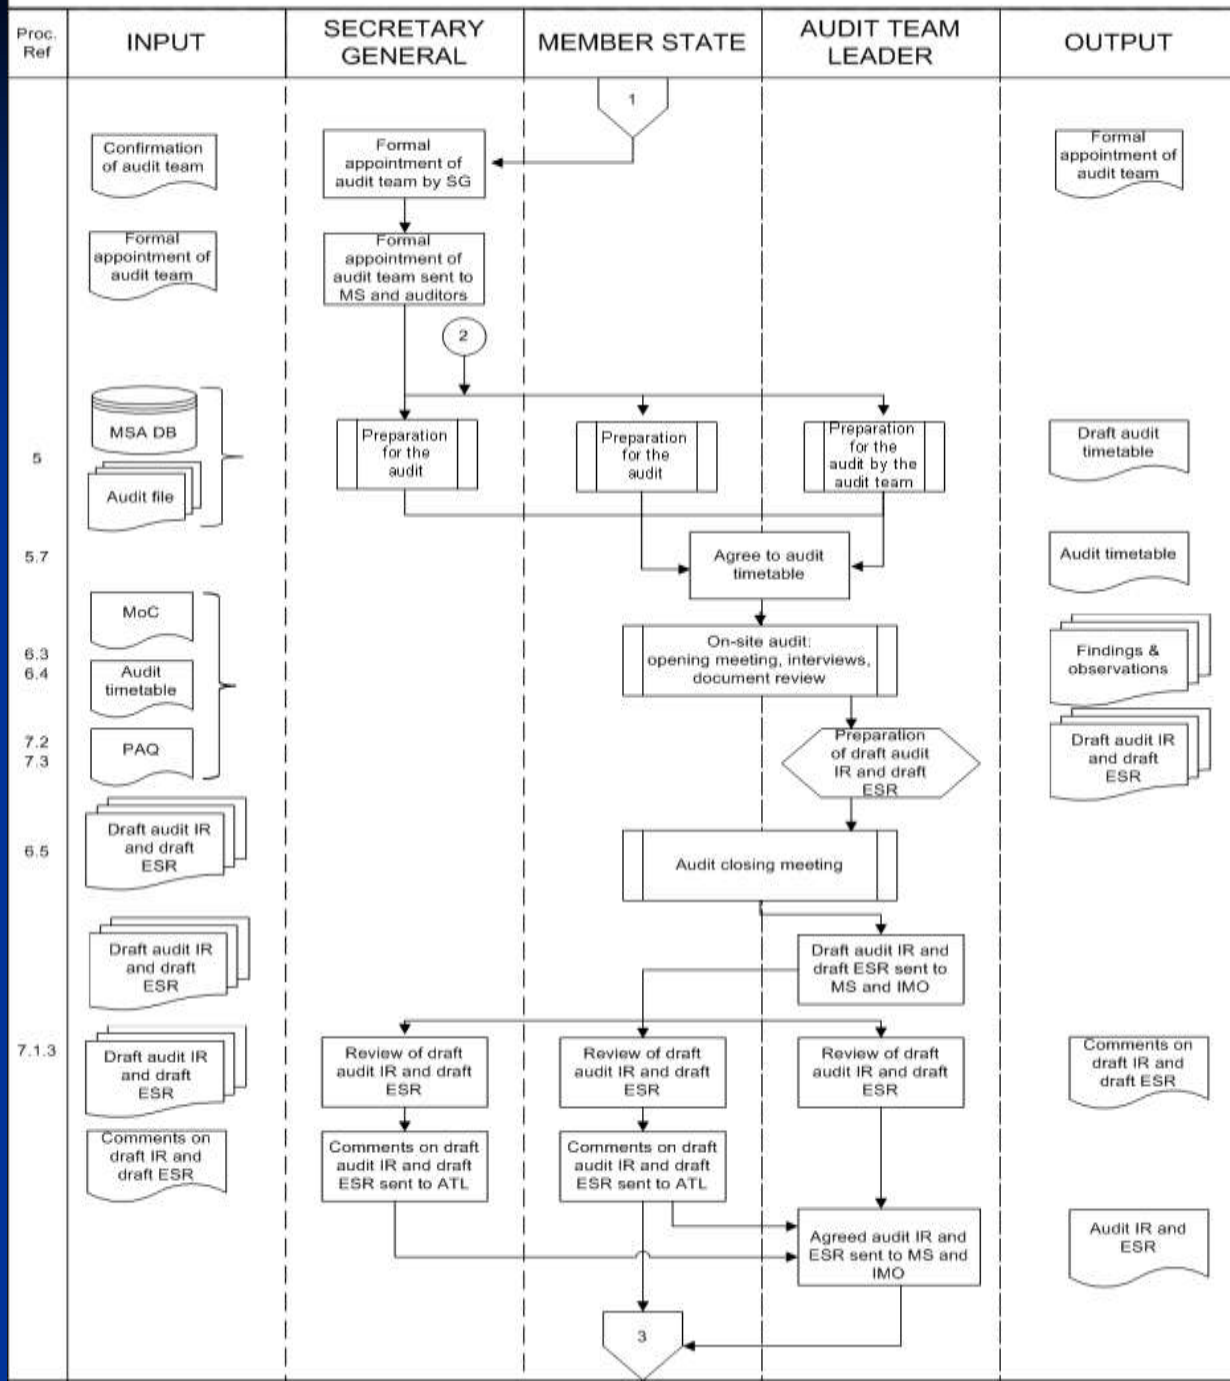 Proc.
Ref
INPUT
SECRETARY
GENERAL
MEMBER STATE
AUDIT TEAM
LEADER
OUTPUT
1
Confirmation
of audit team
Formal
appointment of
audit team by SG
Formal
appointment of
audit team
Formal
appointment of
audit team
Formal
appointment of
audit team sent to
MS and auditors
2
5
MSA DB
Audit file
Preparation
for the
audit
Preparation
for the
audit
Preparation
for the
audit by the
audit team
Draft audit
timetable
5.7
Agree to audit
timetable
Audit timetable
MoC
6.3
6.4
Audit
timetable
On-site audit:
opening meeting, interviews,
document review
Findings &
observations
7.2
7.3
PAQ
Preparation
of draft audit
IR and draft
ESR
Draft audit IR
and draft
ESR
6.5
Draft audit IR
and draft
ESR
Audit closing meeting
Draft audit IR
and draft
ESR
Draft audit IR and
draft ESR sent to
MS and IMO
7.1.3
Draft audit IR
and draft
ESR
Review of draft
audit IR and draft
ESR
Review of draft
audit IR and draft
ESR
Review of draft
audit IR and draft
ESR
Comments on
draft IR and
draft ESR
Comments on
draft IR and
draft ESR
Comments on draft
audit IR and draft
ESR sent to ATL
Comments on draft
audit IR and draft
ESR sent to ATL
Agreed audit IR and
ESR sent to MS and
IMO
Audit IR and
ESR
3